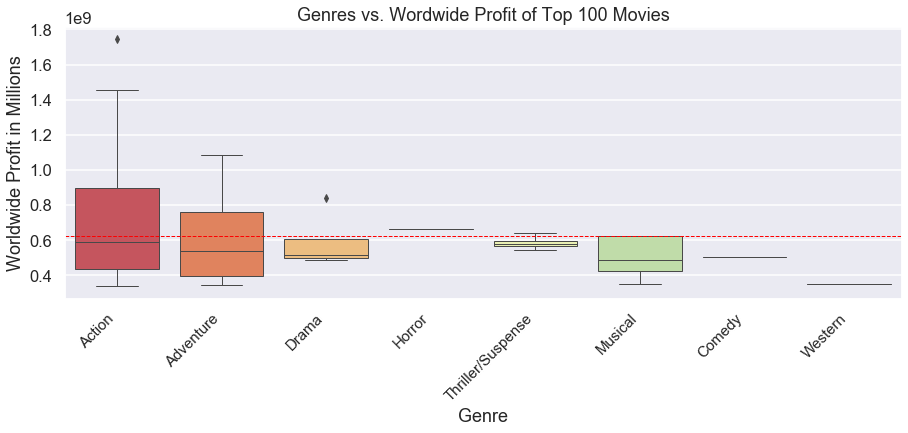 Genres vs. Wordwide Profit of Top 100 Movies
1e9
1.8
1.6
1.4
1.2
1.0
0.8
0.6
0.4
Worldwide Profit in Millions
Action
Adventure
Drama
Horror
Thriller/Suspense
Musical
Comedy
Western
Genre